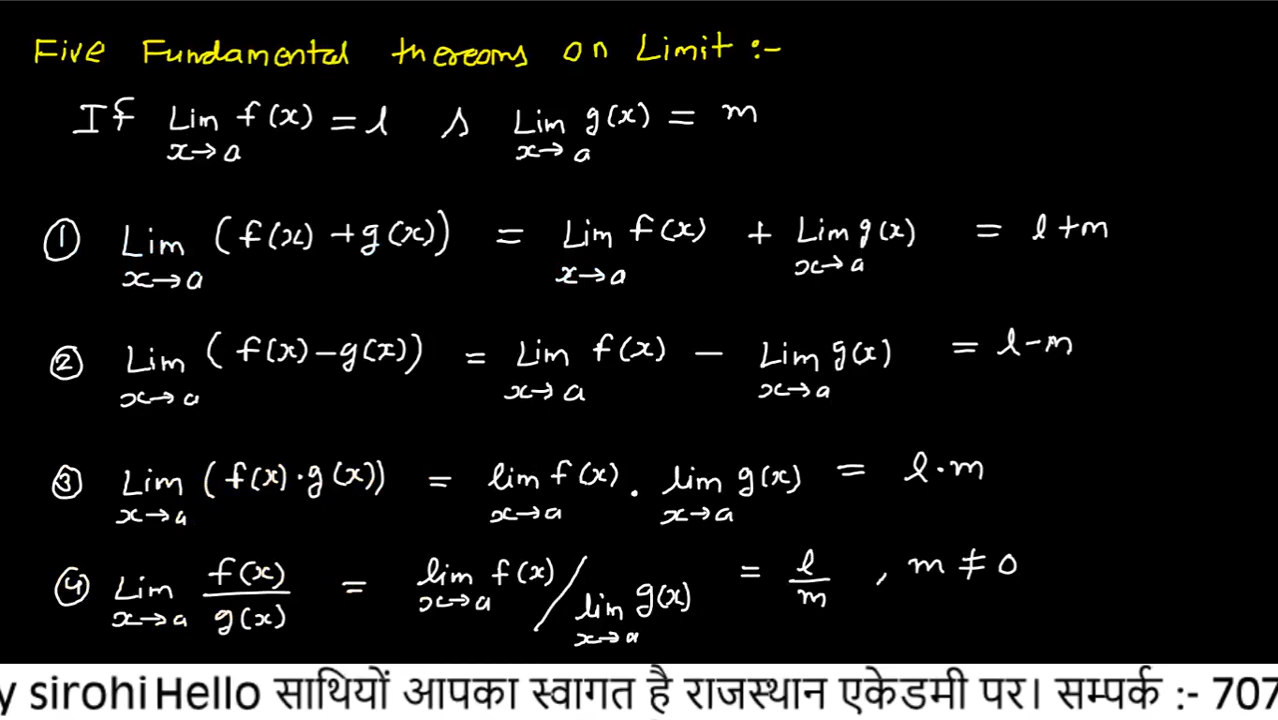 Five Fundamental thereoms on Limit :-
If Lim x→a f(x) = l & Lim x→a g(x) = m
① Lim x→a (f(x) + g(x)) = Lim x→a f(x) + Lim x→a g(x) = l + m
② Lim x→a (f(x) - g(x)) = Lim x→a f(x) - Lim x→a g(x) = l - m
③ Lim x→a (f(x) · g(x)) = lim x→a f(x) . lim x→a g(x) = l · m
④ Lim x→a f(x)/g(x) = lim x→a f(x) / lim x→a g(x) = l/m , m ≠ 0
y sirohi Hello साथियों आपका स्वागत है राजस्थान एकेडमी पर। सम्पर्क :- 707